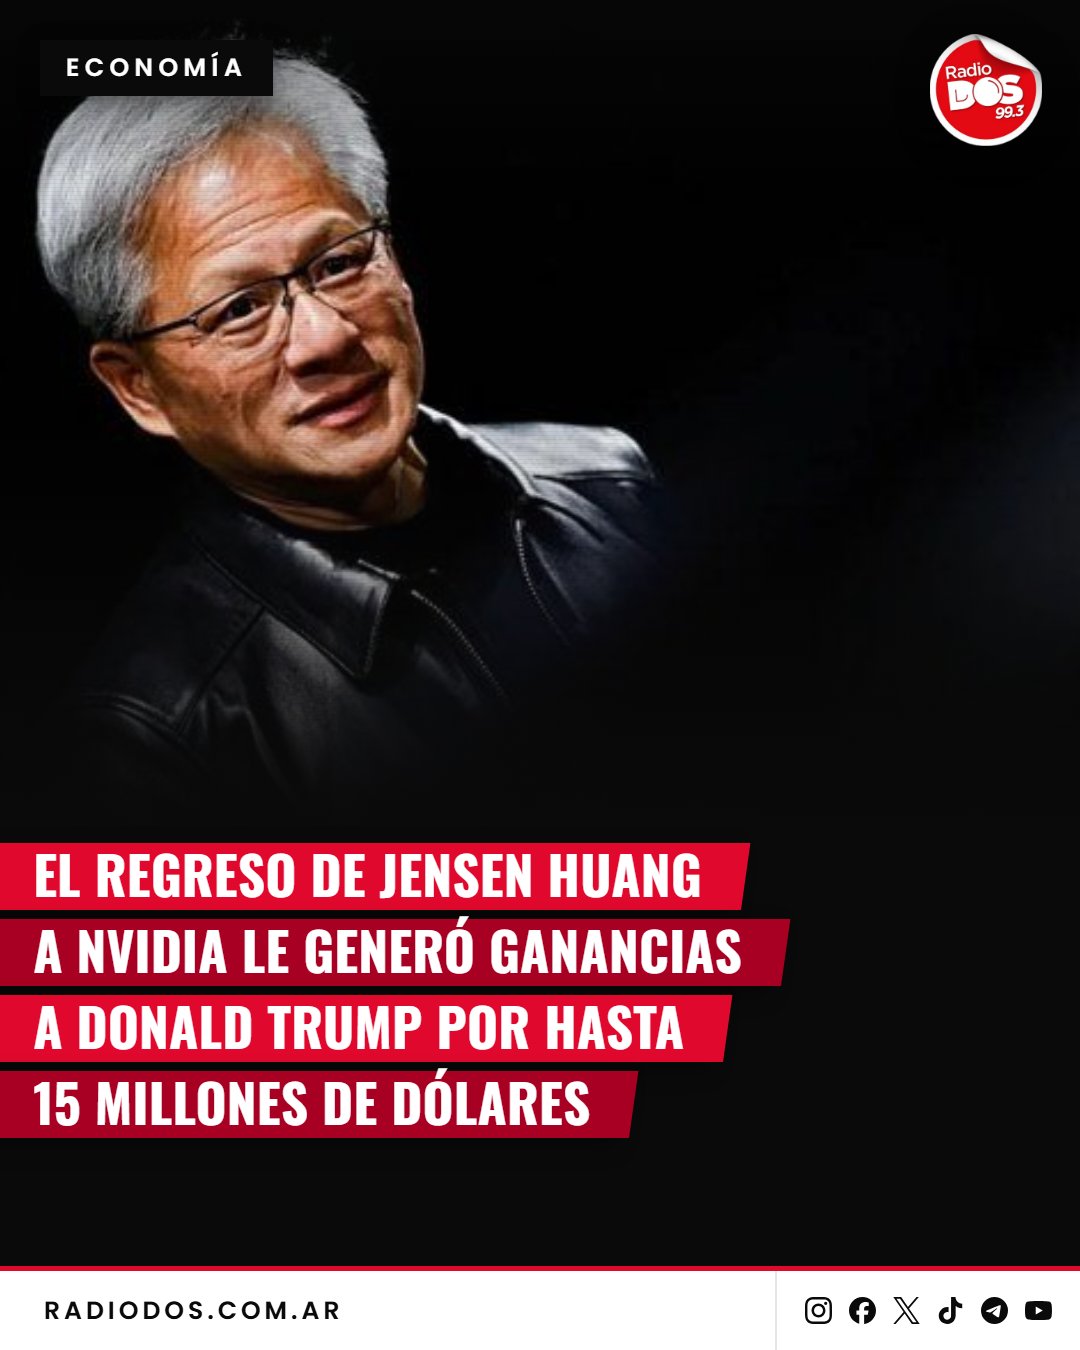 ECONOMÍA
Radio
DOS
99.3
EL REGRESO DE JENSEN HUANG
A NVIDIA LE GENERÓ GANANCIAS
A DONALD TRUMP POR HASTA
15 MILLONES DE DÓLARES
RADIODOS.COM.AR